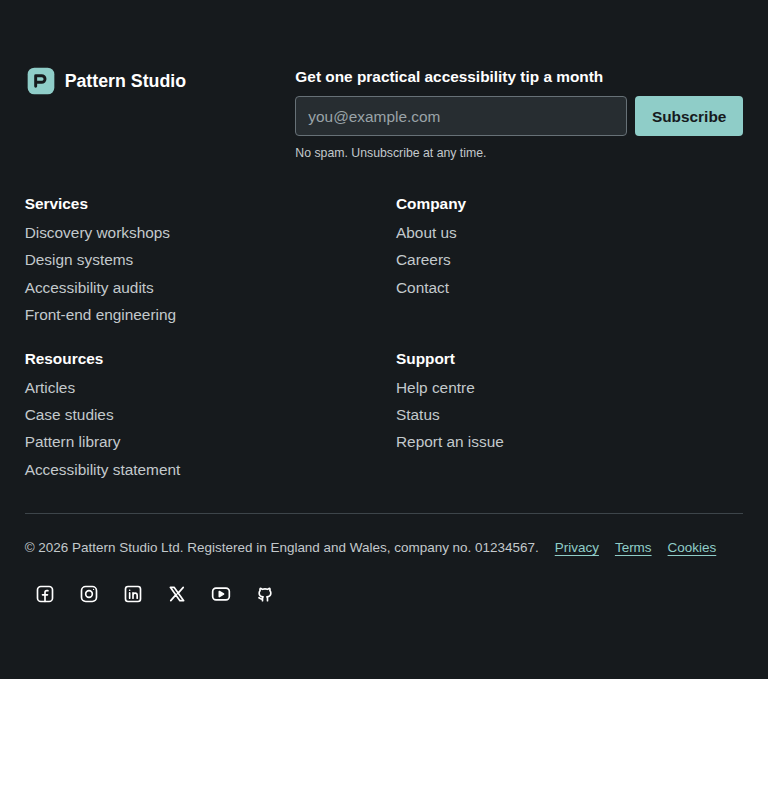 Pattern Studio
Get one practical accessibility tip a month
you@example.com
Subscribe
No spam. Unsubscribe at any time.
Services
Discovery workshops
Design systems
Accessibility audits
Front-end engineering
Company
About us
Careers
Contact
Resources
Articles
Case studies
Pattern library
Accessibility statement
Support
Help centre
Status
Report an issue
© 2026 Pattern Studio Ltd. Registered in England and Wales, company no. 01234567. Privacy Terms Cookies